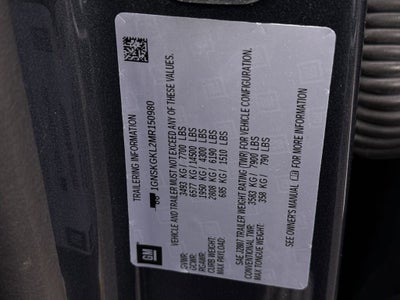 TRAILERING INFORMATION
1GNSKGKL2MR150980
VEHICLE AND TRAILER MUST NOT EXCEED ANY OF THESE VALUES.
GVWR: 3493 KG / 7700 LBS
GCWR: 6577 KG / 14500 LBS
RGAWR: 1950 KG / 4300 LBS
CURB WEIGHT: 2808 KG / 6190 LBS
MAX PAYLOAD: 685 KG / 1510 LBS
SAE J2807 TRAILER WEIGHT RATING (TWR) FOR VEHICLE CONFIGURATION.
CONVENTIONAL TWR: 3583 KG / 7900 LBS
MAX TONGUE WEIGHT: 358 KG / 790 LBS
SEE OWNER'S MANUAL FOR MORE INFORMATION
GM